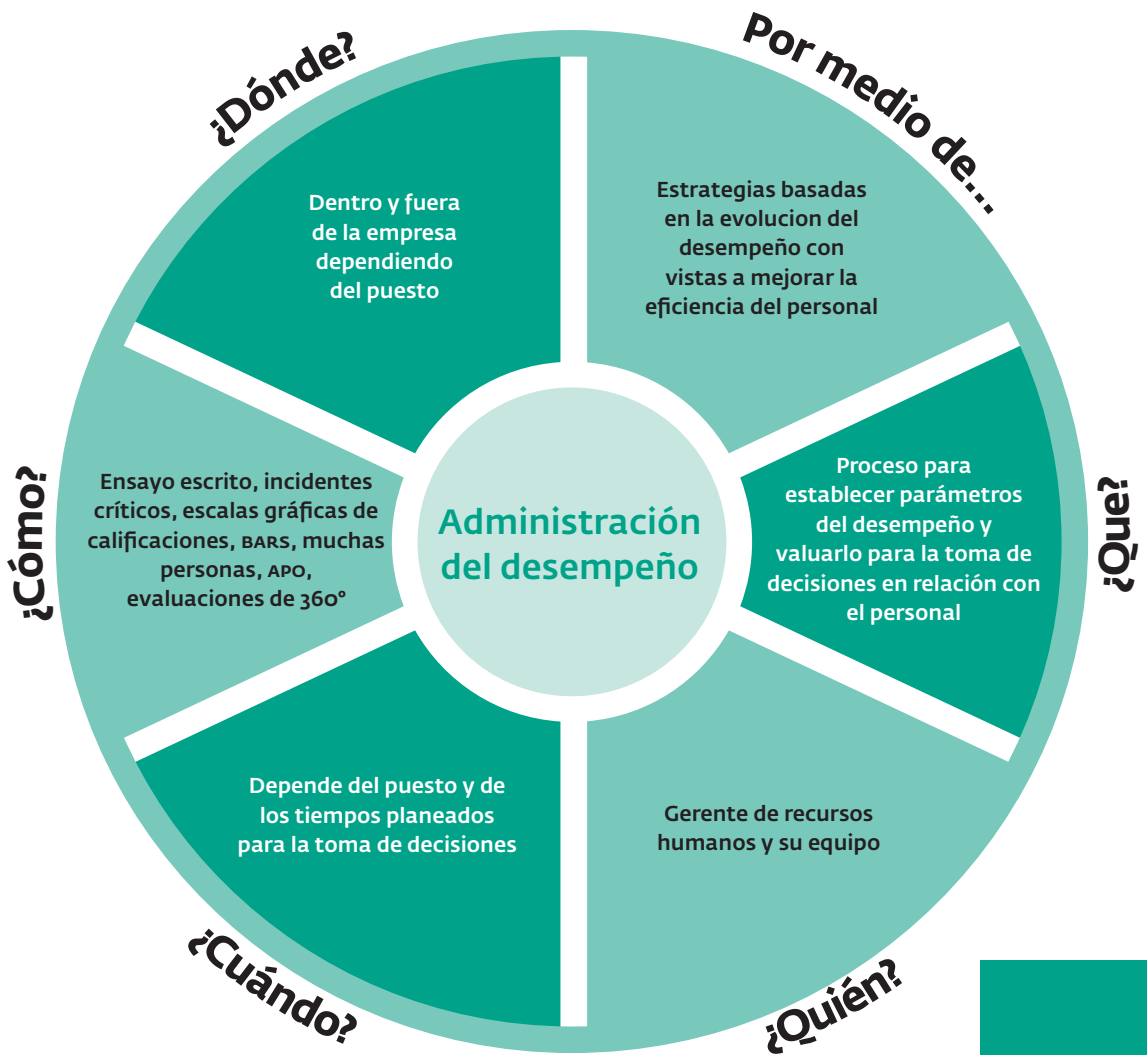 ¿Dónde?
Dentro y fuera
de la empresa
dependiendo
del puesto
Por medio de...
Estrategias basadas
en la evolucion del
desempeño con
vistas a mejorar la
eficiencia del personal
¿Que?
Proceso para
establecer parámetros
del desempeño y
valuarlo para la toma de
decisiones en relación con
el personal
¿Quién?
Gerente de recursos
humanos y su equipo
¿Cuándo?
Depende del puesto y de
los tiempos planeados
para la toma de decisiones
¿Cómo?
Ensayo escrito, incidentes
críticos, escalas gráficas de
calificaciones, BARS, muchas
personas, APO,
evaluaciones de 360°
Administración
del desempeño